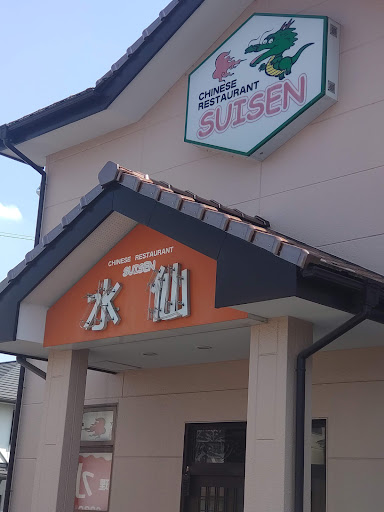 CHINESE
RESTAURANT
SUISEN
CHINESE RESTAURANT
SUISEN
水仙